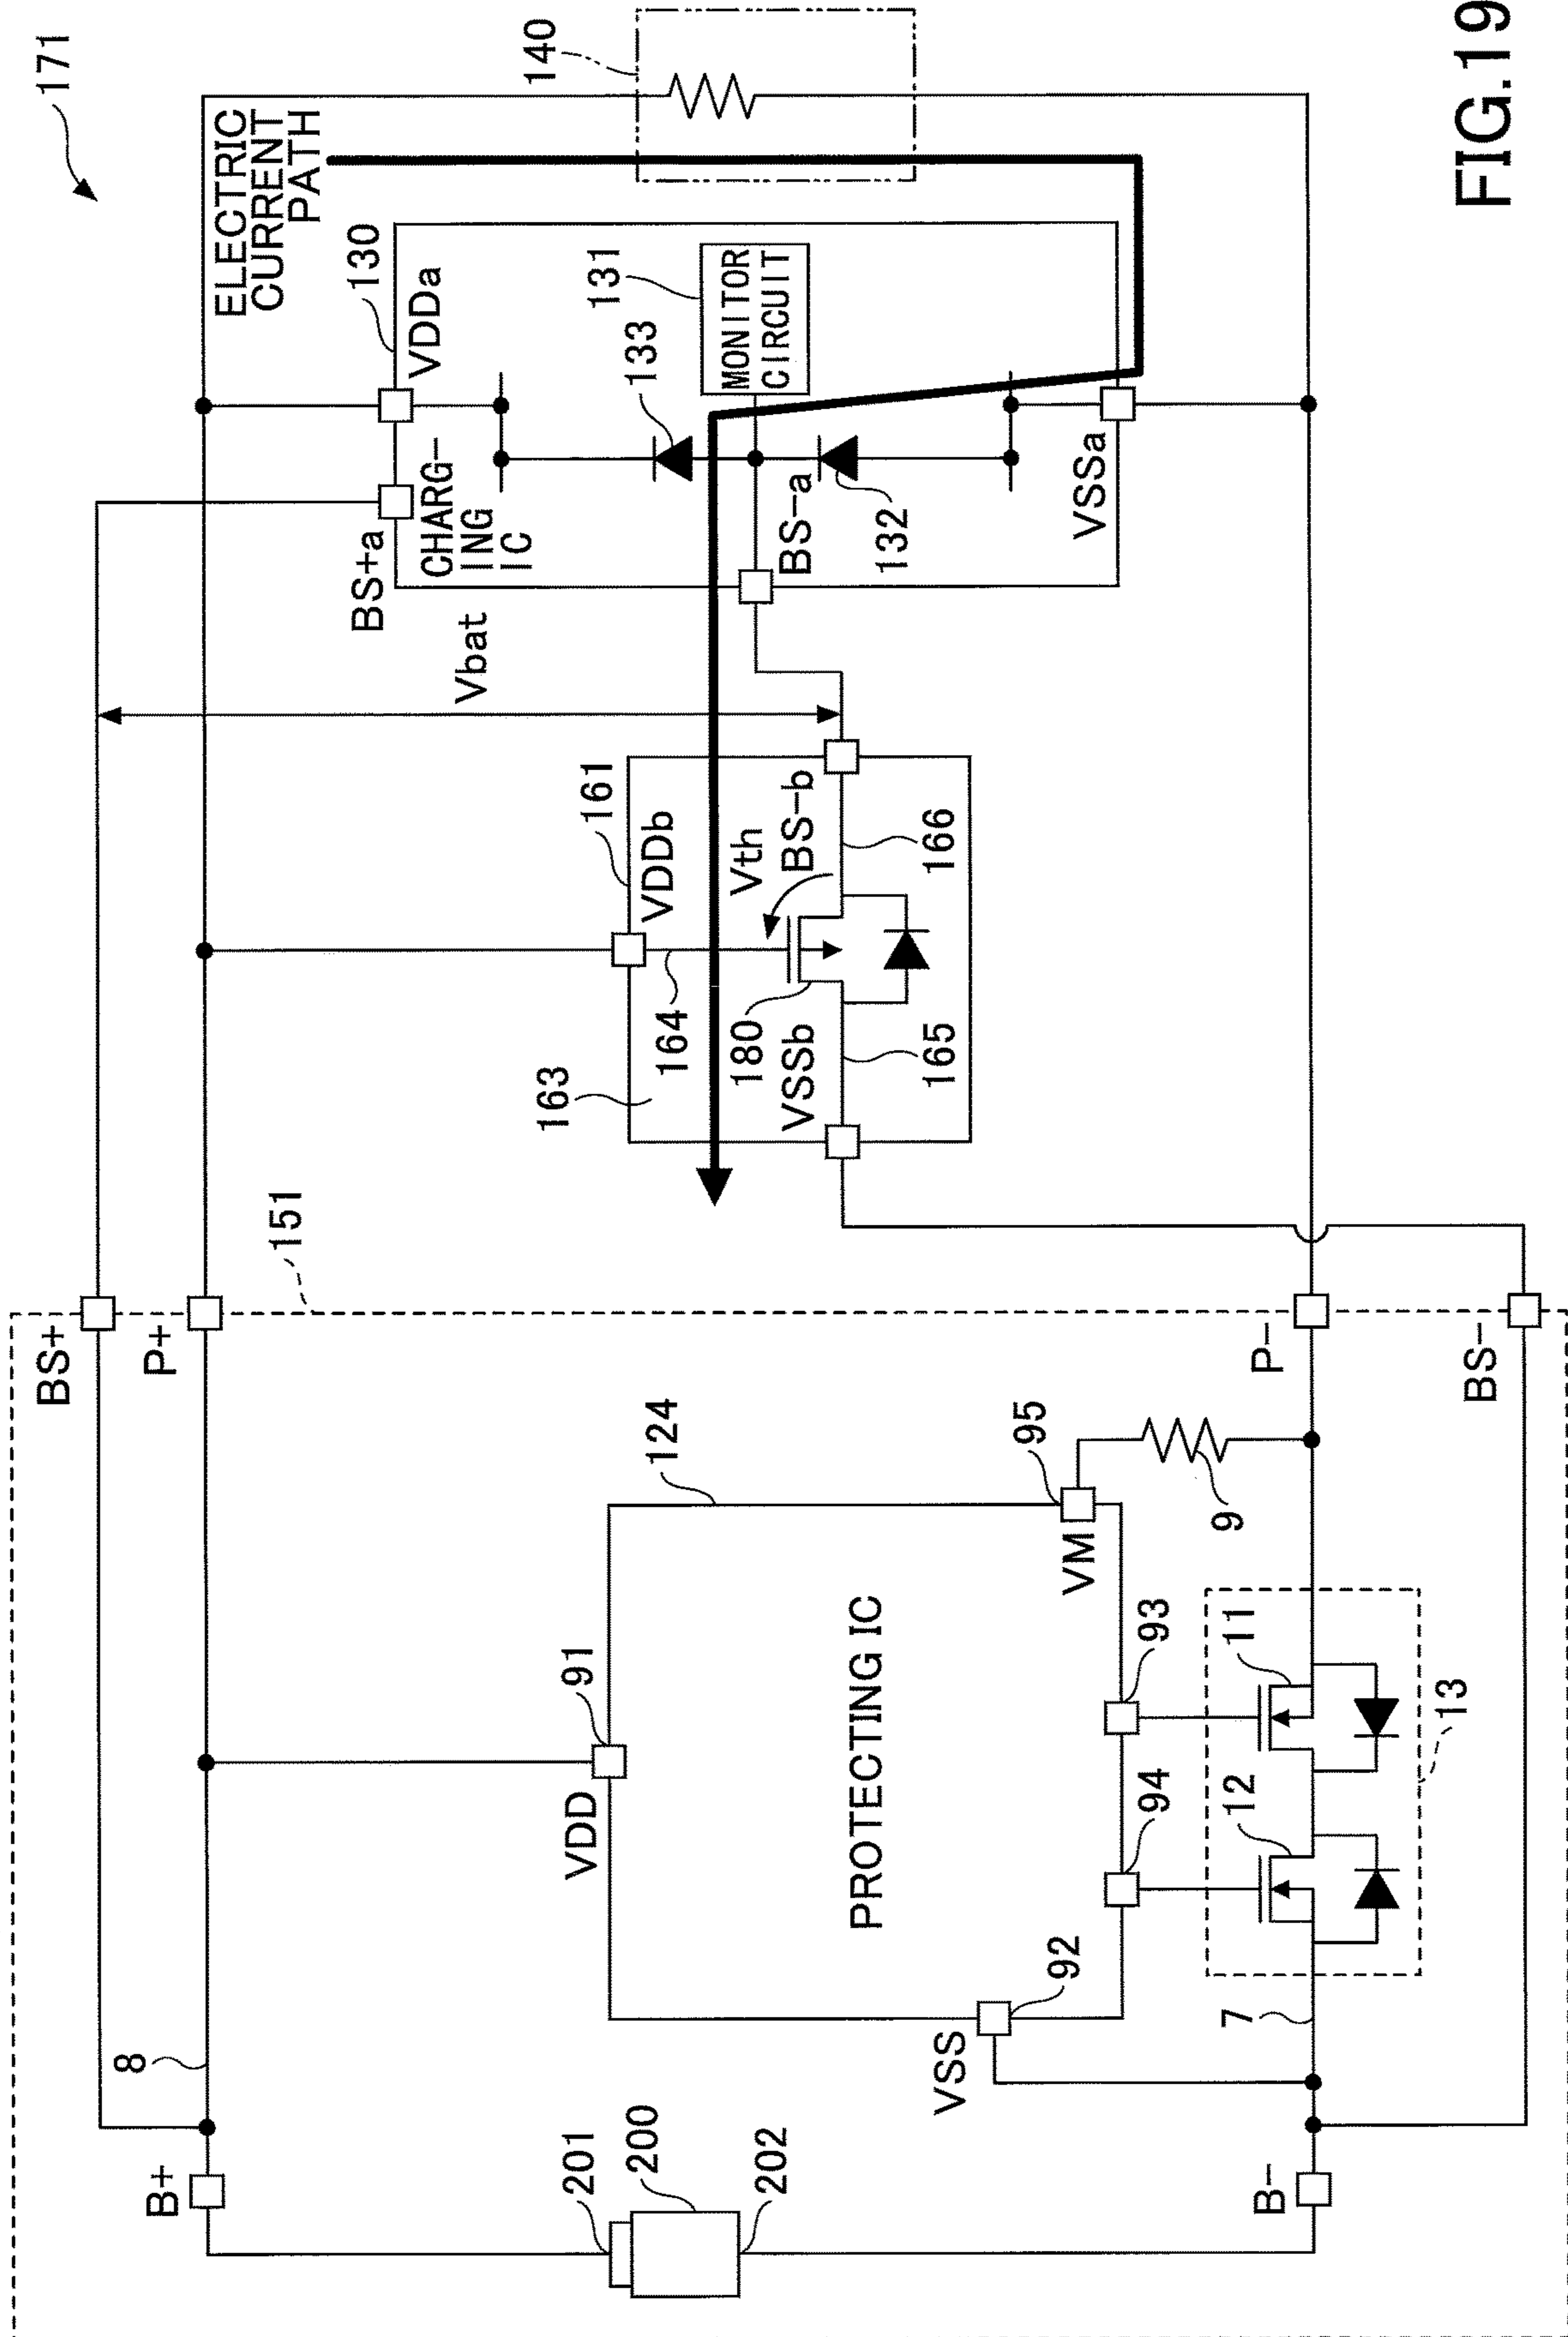 171
140
ELECTRIC
CURRENT
PATH
130
VDDa
BS+a
CHARG-
ING
IC
133
131
MONITOR
CIRCUIT
BS-a
132
VSSa
Vbat
161
VDDb
Vth
BS-b
166
163
164
180
VSSb
165
151
BS+
P+
P-
BS-
124
95
VM
9
91
VDD
PROTECTING IC
93
94
11
12
13
92
VSS
7
8
B+
201
200
202
B-
FIG.19